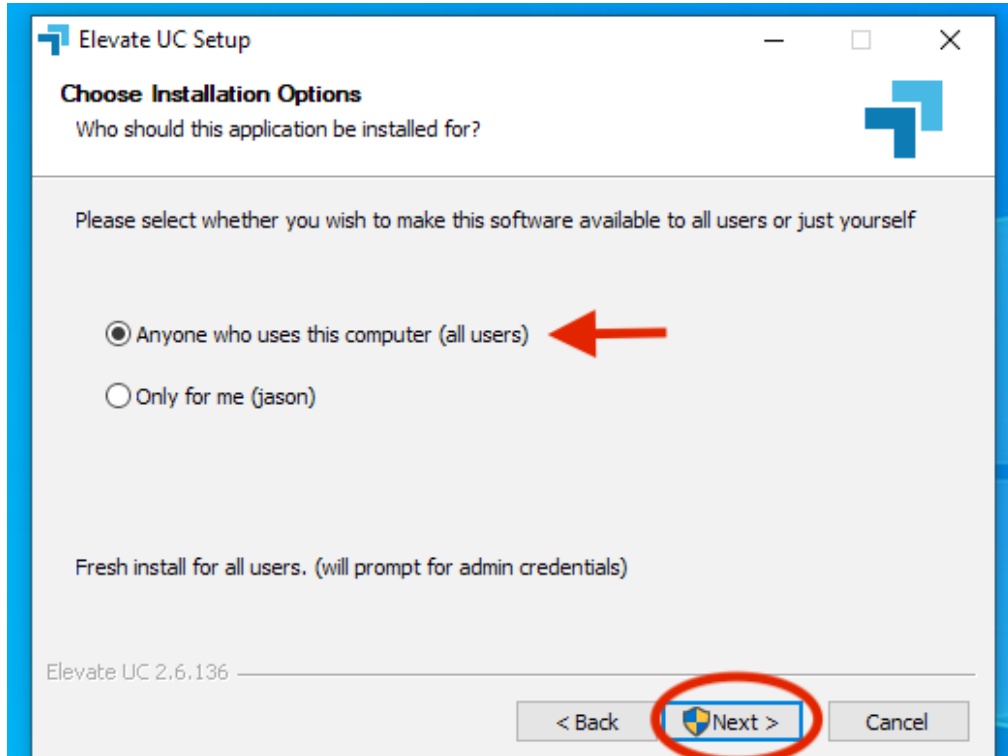 Elevate UC Setup
Choose Installation Options
Who should this application be installed for?
Please select whether you wish to make this software available to all users or just yourself
Anyone who uses this computer (all users)
Only for me (jason)
Fresh install for all users. (will prompt for admin credentials)
Elevate UC 2.6.136
< Back Next > Cancel